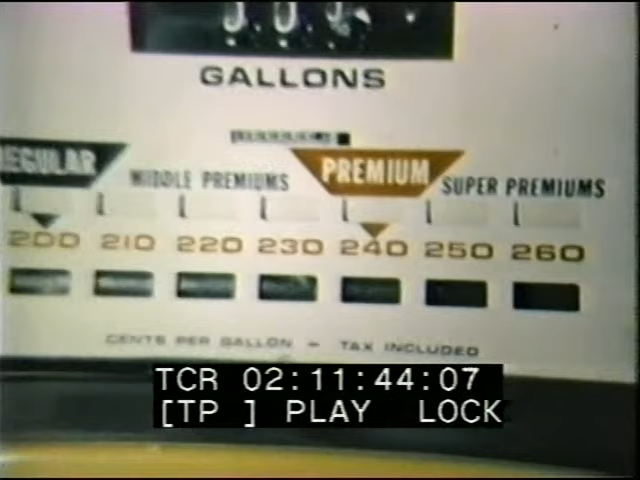 GALLONS
REGULAR
MIDDLE PREMIUMS
PREMIUM
SUPER PREMIUMS
200 210 220 230 240 250 260
CENTS PER GALLON - TAX INCLUDED
TCR 02:11:44:07
[TP ] PLAY LOCK